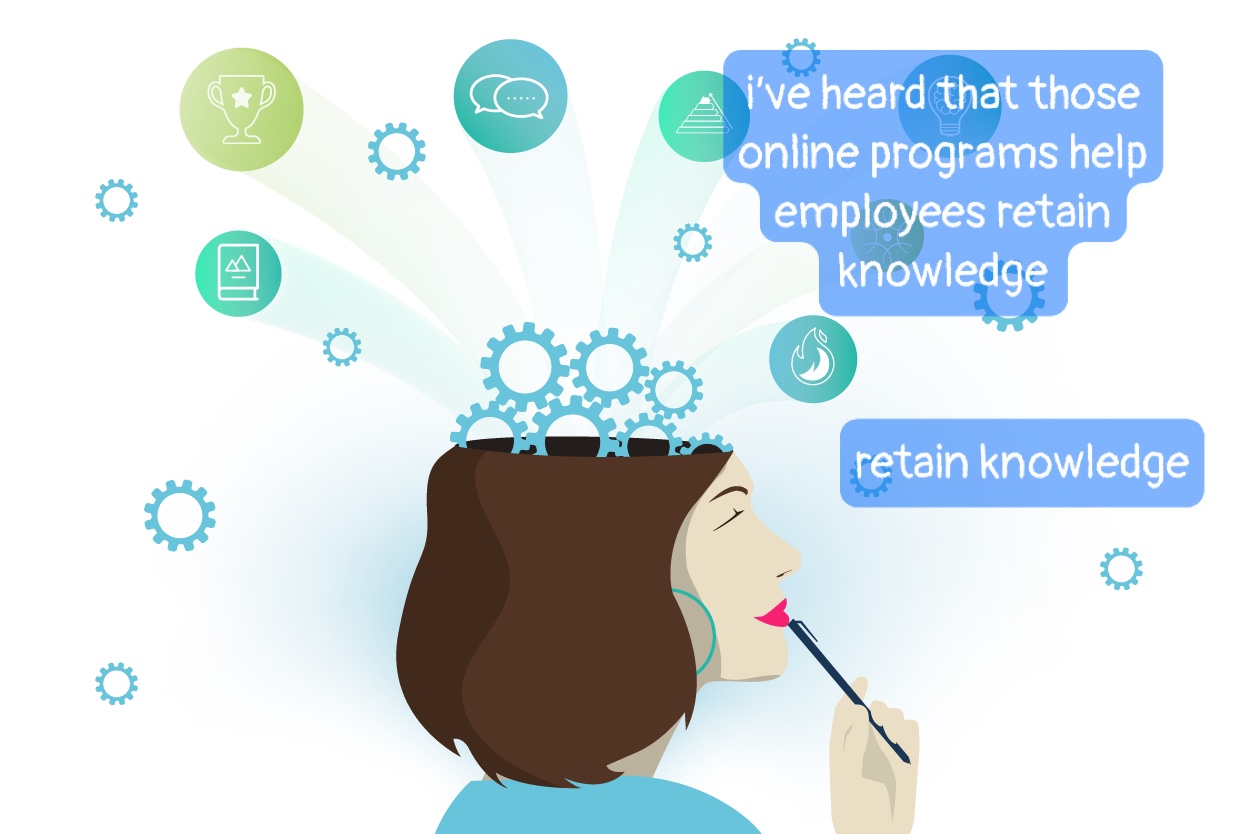 i've heard that those
online programs help
employees retain
knowledge
retain knowledge